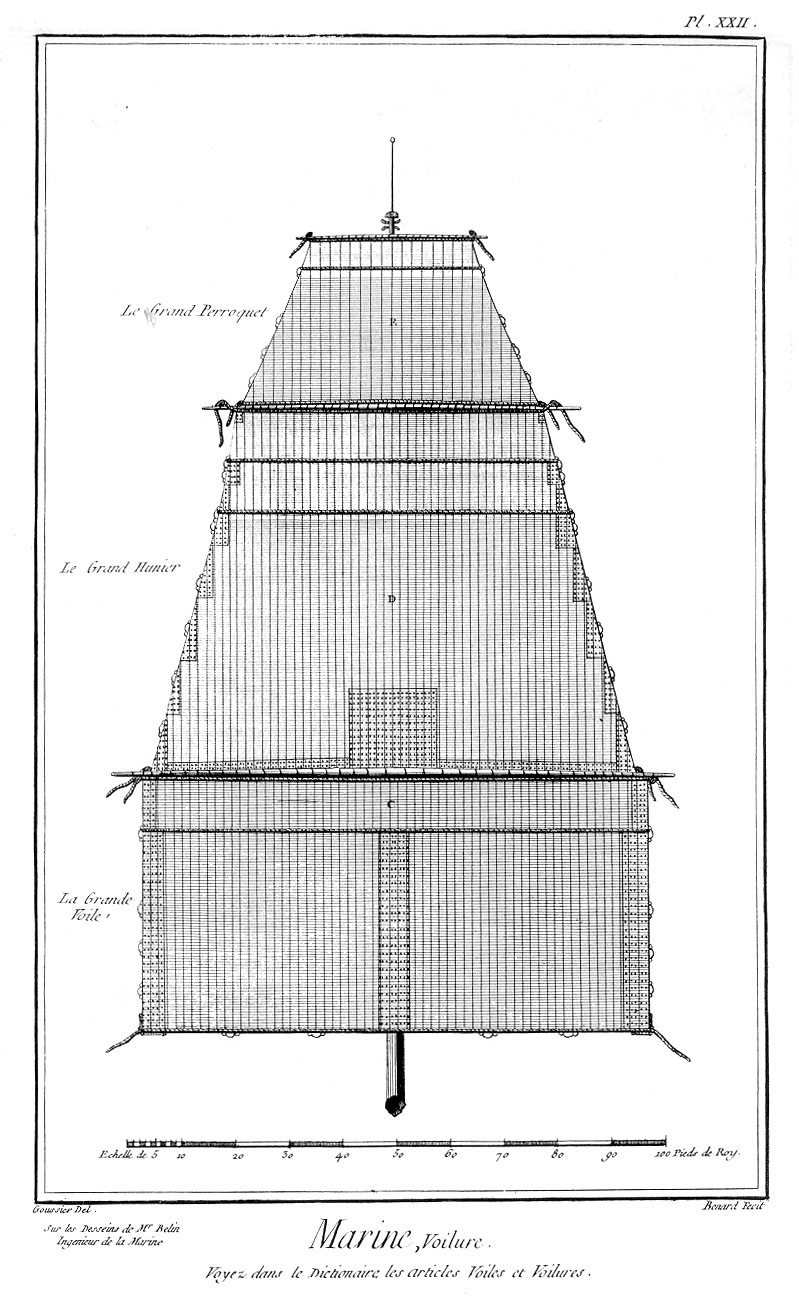 Pl. XXII.
Le Grand Perroquet
E
Le Grand Hunier
D
C
La Grande
Voile
Echelle de 5 10 20 30 40 50 60 70 80 90 100 Pieds de Roy.
Goussier Del.
Benard Fecit
Sur les Desseins de Mr. Belin
Ingenieur de la Marine
Marine, Voilure.
Voyez dans le Dictionaire les articles Voiles et Voilures.